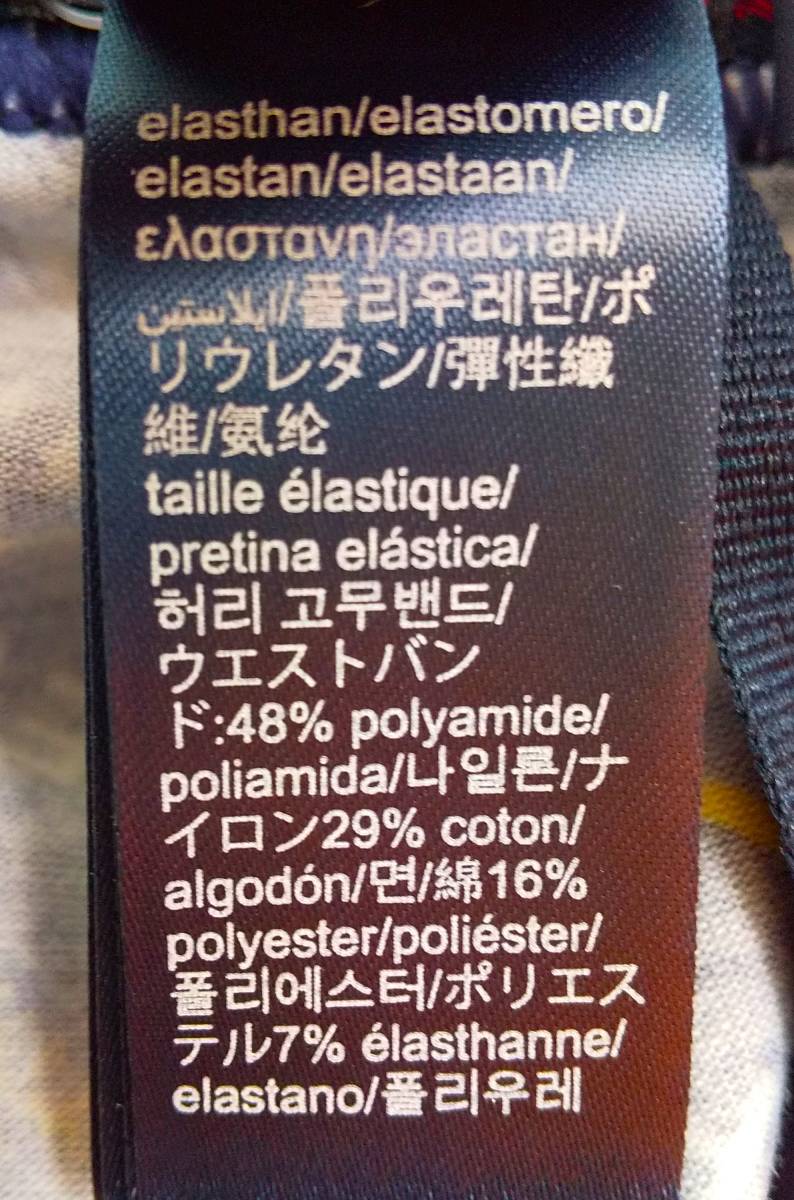 elasthan/elastomero/
elastan/elastaan/
ελαστανη/эластан/
ايلاستين/폴리우레탄/ポ
リウレタン/彈性纖
維/氨纶
taille élastique/
pretina elástica/
허리 고무밴드/
ウエストバン
ド:48% polyamide/
poliamida/나일론/ナ
イロン29% coton/
algodón/면/綿16%
polyester/poliéster/
폴리에스터/ポリエス
テル7% élasthanne/
elastano/폴리우레